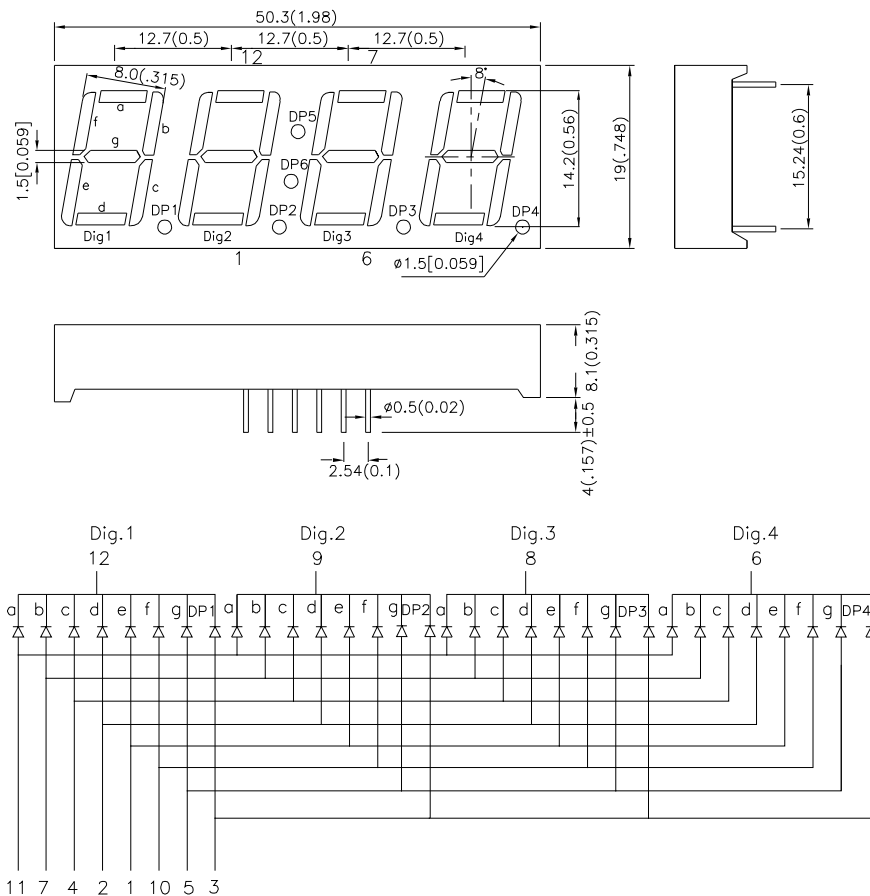 50.3(1.98)
12.7(0.5) 12.7(0.5) 12.7(0.5)
12 7
8.0(.315) 8°
a
f b
DP5
g
DP6
1.5[0.059]
e c
d
DP1 DP2 DP3 DP4
Dig1 Dig2 Dig3 Dig4
1 6
ø1.5[0.059]
14.2(0.56)
19(.748)
15.24(0.6)
8.1(0.315)
ø0.5(0.02)
4(.157)±0.5
2.54(0.1)
Dig.1 Dig.2 Dig.3 Dig.4
12 9 8 6
a b c d e f g DP1 a b c d e f g DP2 a b c d e f g DP3 a b c d e f g DP4
11 7 4 2 1 10 5 3